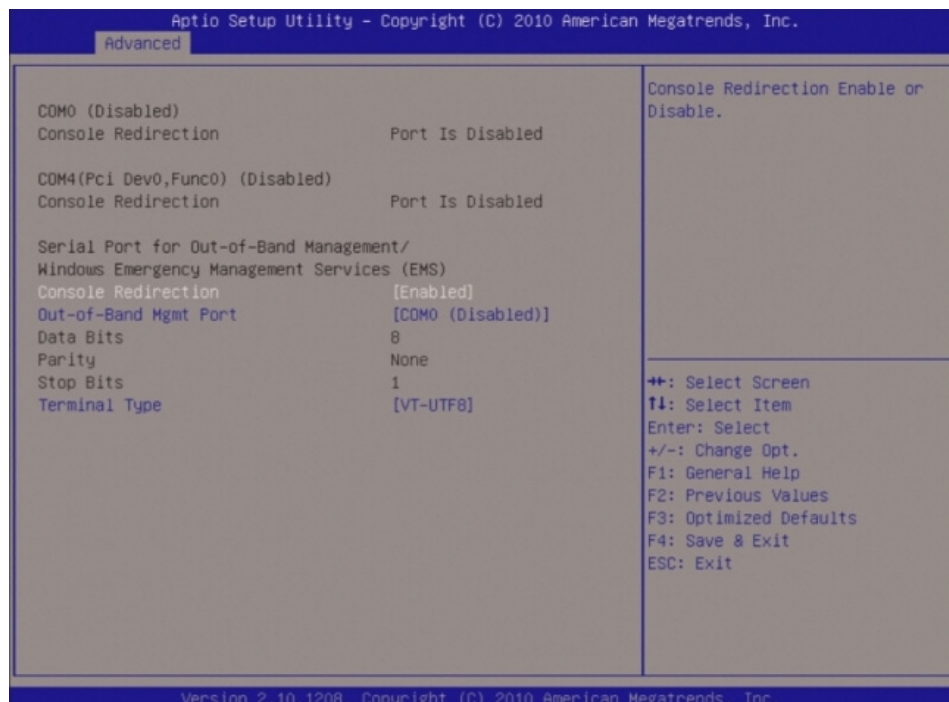 Aptio Setup Utility – Copyright (C) 2010 American Megatrends, Inc.
Advanced
COM0 (Disabled)
Console Redirection Port Is Disabled
COM4(Pci Dev0,Func0) (Disabled)
Console Redirection Port Is Disabled
Serial Port for Out-of-Band Management/
Windows Emergency Management Services (EMS)
Console Redirection [Enabled]
Out-of-Band Mgmt Port [COM0 (Disabled)]
Data Bits 8
Parity None
Stop Bits 1
Terminal Type [VT-UTF8]
Console Redirection Enable or
Disable.
→←: Select Screen
↑↓: Select Item
Enter: Select
+/-: Change Opt.
F1: General Help
F2: Previous Values
F3: Optimized Defaults
F4: Save & Exit
ESC: Exit
Version 2.10.1208. Copyright (C) 2010 American Megatrends, Inc.